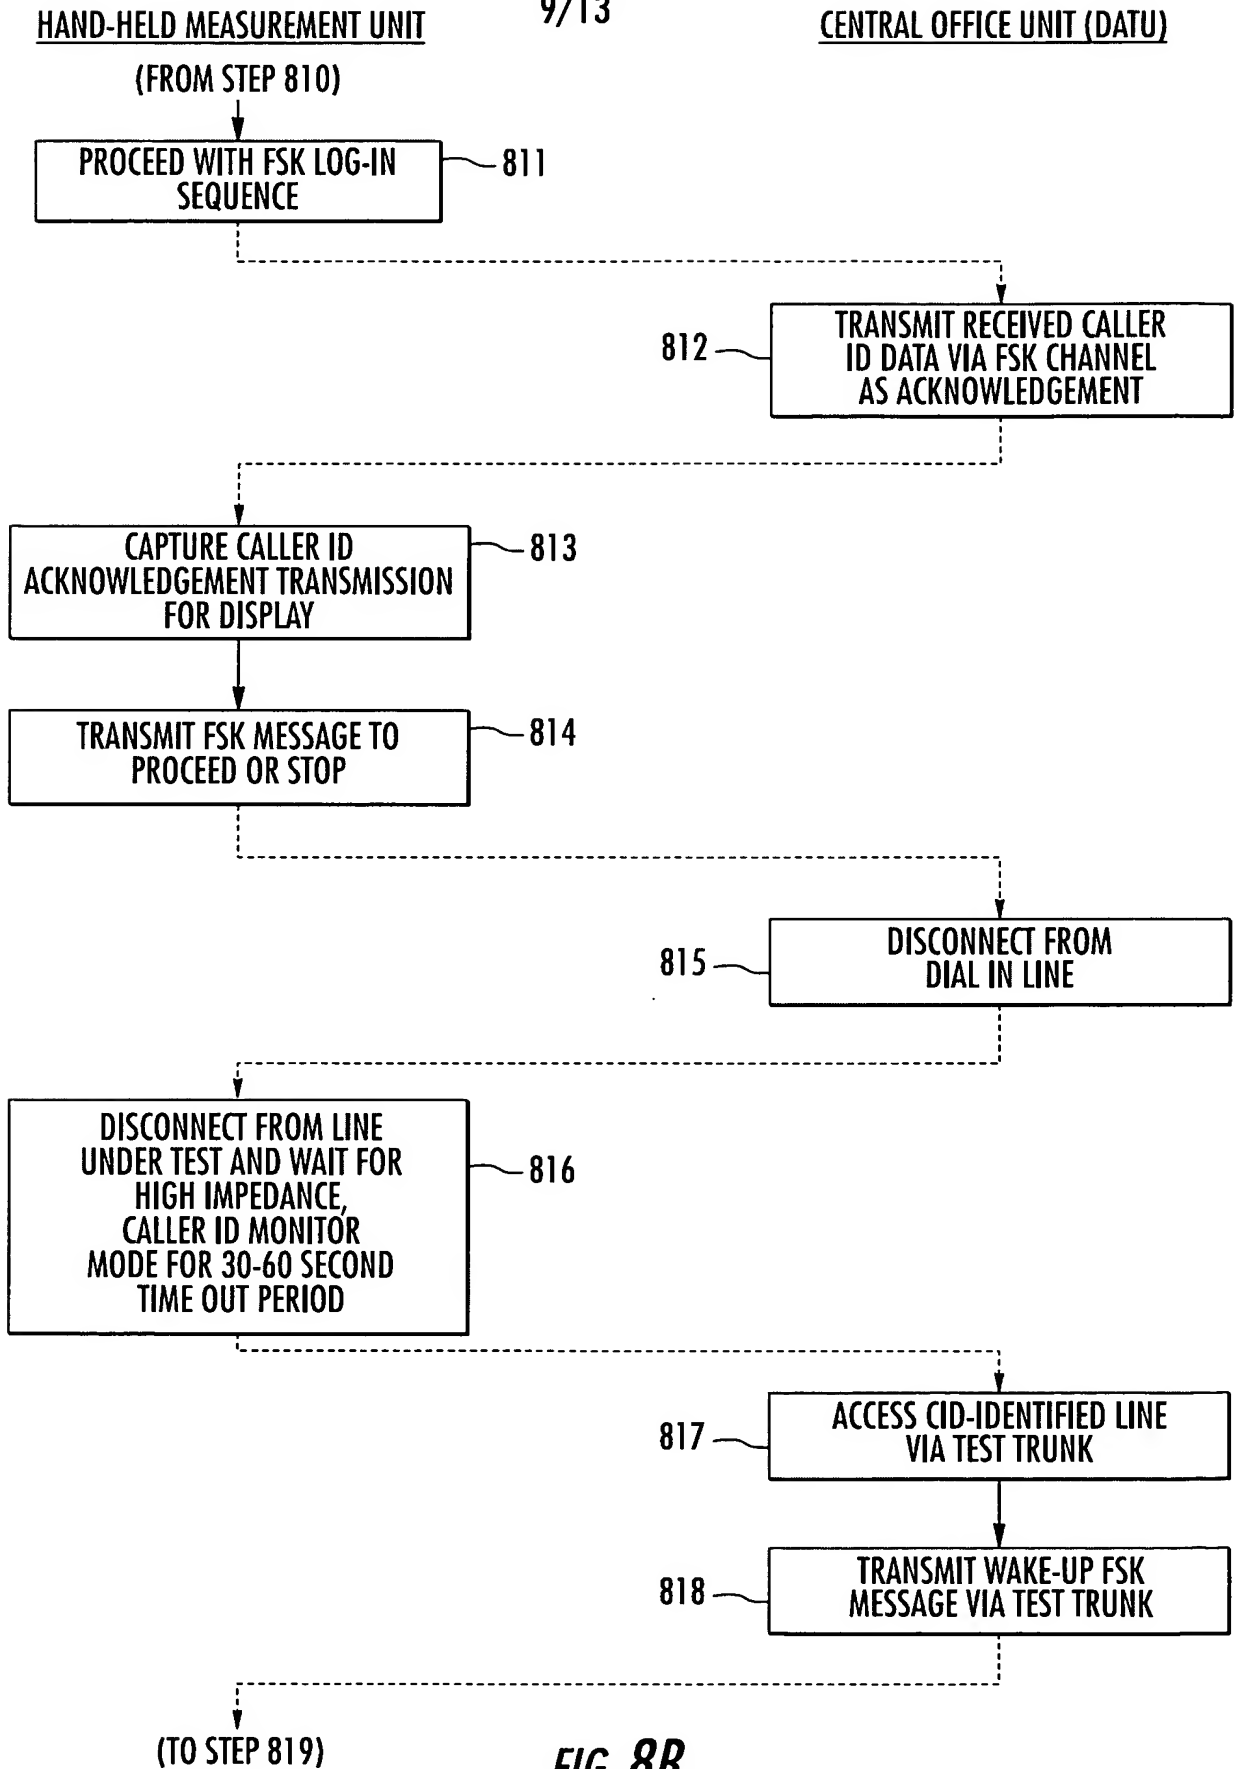 9/13
HAND-HELD MEASUREMENT UNIT
CENTRAL OFFICE UNIT (DATU)
(FROM STEP 810)
PROCEED WITH FSK LOG-IN
SEQUENCE
811
812
TRANSMIT RECEIVED CALLER
ID DATA VIA FSK CHANNEL
AS ACKNOWLEDGEMENT
CAPTURE CALLER ID
ACKNOWLEDGEMENT TRANSMISSION
FOR DISPLAY
813
TRANSMIT FSK MESSAGE TO
PROCEED OR STOP
814
815
DISCONNECT FROM
DIAL IN LINE
DISCONNECT FROM LINE
UNDER TEST AND WAIT FOR
HIGH IMPEDANCE,
CALLER ID MONITOR
MODE FOR 30-60 SECOND
TIME OUT PERIOD
816
817
ACCESS CID-IDENTIFIED LINE
VIA TEST TRUNK
818
TRANSMIT WAKE-UP FSK
MESSAGE VIA TEST TRUNK
(TO STEP 819)
FIG. 8B